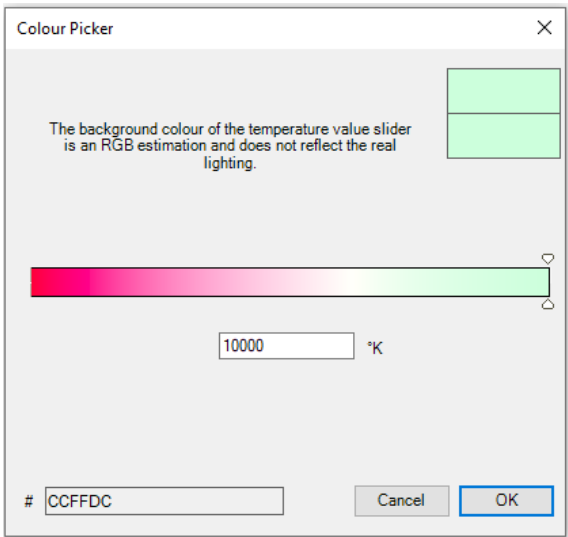 Colour Picker
The background colour of the temperature value slider
is an RGB estimation and does not reflect the real
lighting.
10000 °K
# CCFFDC Cancel OK